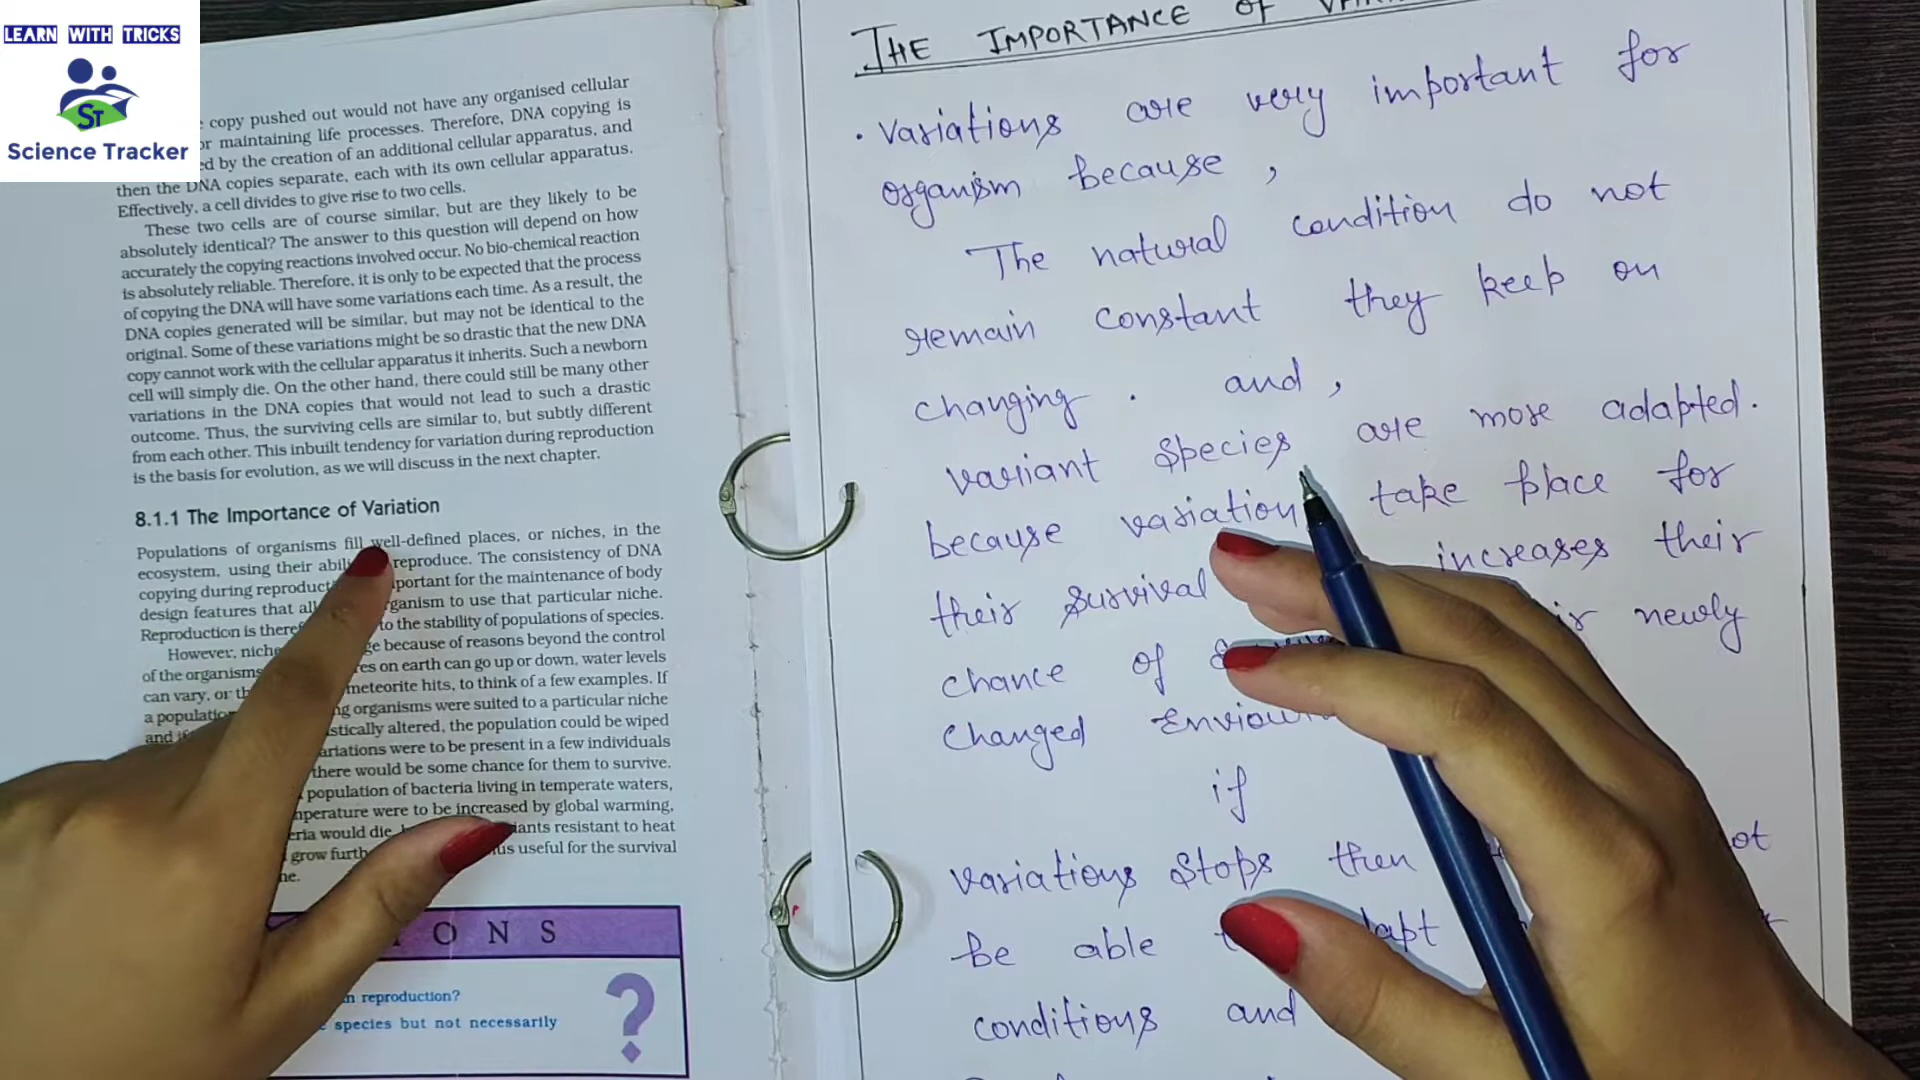 LEARN WITH TRICKS
ST
Science Tracker
copy pushed out would not have any organised cellular
or maintaining life processes. Therefore, DNA copying is
ed by the creation of an additional cellular apparatus, and
then the DNA copies separate, each with its own cellular apparatus.
Effectively, a cell divides to give rise to two cells.
These two cells are of course similar, but are they likely to be
absolutely identical? The answer to this question will depend on how
accurately the copying reactions involved occur. No bio-chemical reaction
is absolutely reliable. Therefore, it is only to be expected that the process
of copying the DNA will have some variations each time. As a result, the
DNA copies generated will be similar, but may not be identical to the
original. Some of these variations might be so drastic that the new DNA
copy cannot work with the cellular apparatus it inherits. Such a newborn
cell will simply die. On the other hand, there could still be many other
variations in the DNA copies that would not lead to such a drastic
outcome. Thus, the surviving cells are similar to, but subtly different
from each other. This inbuilt tendency for variation during reproduction
is the basis for evolution, as we will discuss in the next chapter.
8.1.1 The Importance of Variation
Populations of organisms fill well-defined places, or niches, in the
ecosystem, using their abili reproduce. The consistency of DNA
copying during reproducti portant for the maintenance of body
design features that all rganism to use that particular niche.
Reproduction is theref to the stability of populations of species.
However, niche ge because of reasons beyond the control
of the organisms res on earth can go up or down, water levels
can vary, or th meteorite hits, to think of a few examples. If
a populatio ng organisms were suited to a particular niche
and if stically altered, the population could be wiped
ariations were to be present in a few individuals
there would be some chance for them to survive.
population of bacteria living in temperate waters,
mperature were to be increased by global warming,
eria would die iants resistant to heat
grow furth us useful for the survival
ne.
I O N S
n reproduction?
species but not necessarily
?
THE IMPORTANCE OF
• Variations are very important for
organism because ,
The natural condition do not
remain constant they keep on
changing . and ,
variant species are more adapted.
because variation take place for
their survival increases their
chance of ir newly
changed Enviou
if
variations stops then ot
be able t dapt
conditions and